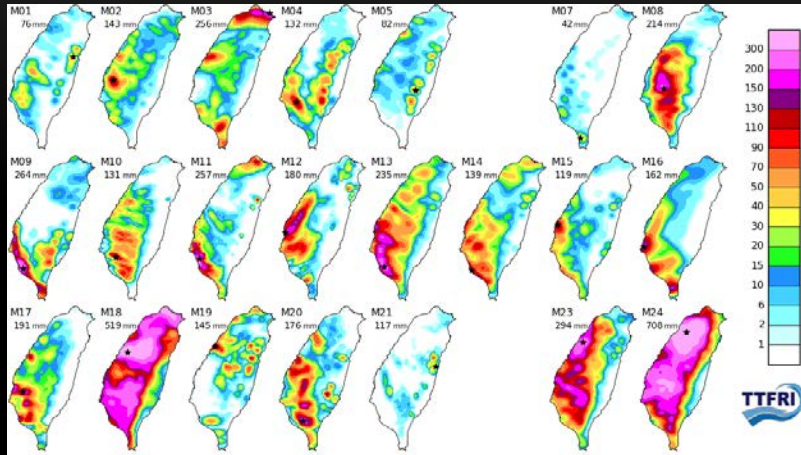 M01
76 mm
M02
143 mm
M03
256 mm
M04
132 mm
M05
82 mm
M07
42 mm
M08
214 mm
M09
264 mm
M10
131 mm
M11
257 mm
M12
180 mm
M13
235 mm
M14
139 mm
M15
119 mm
M16
162 mm
M17
191 mm
M18
519 mm
M19
145 mm
M20
176 mm
M21
117 mm
M23
294 mm
M24
708 mm
300
200
150
130
110
90
70
50
40
30
20
15
10
6
2
1
TTFRI